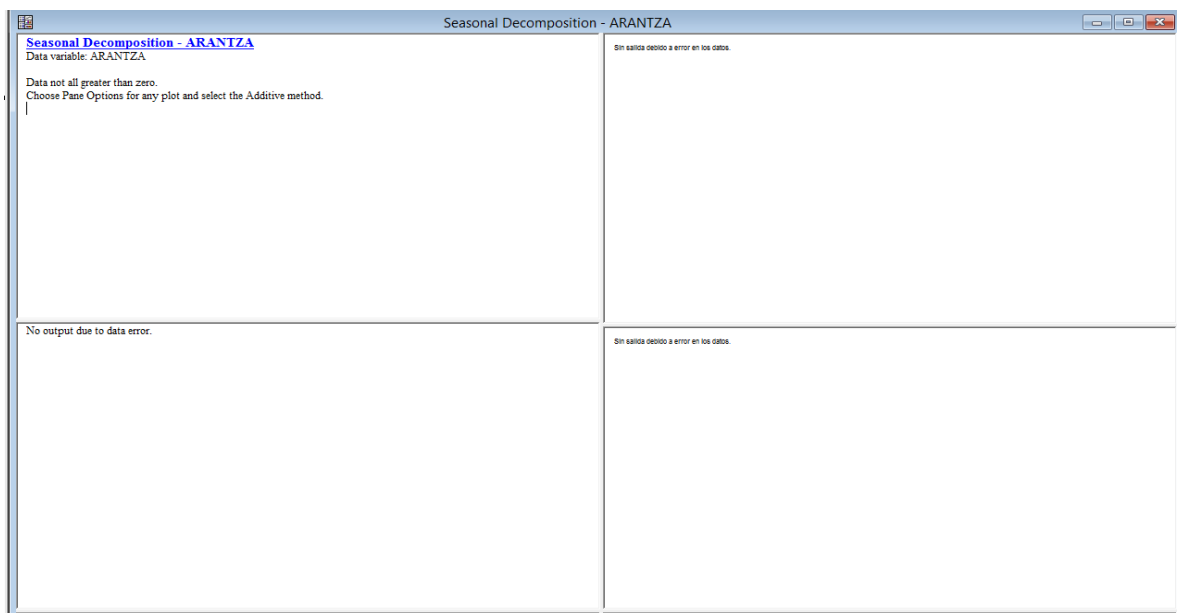 Seasonal Decomposition - ARANTZA
Seasonal Decomposition - ARANTZA
Data variable: ARANTZA
Data not all greater than zero.
Choose Pane Options for any plot and select the Additive method.
Sin salida debido a error en los datos.
No output due to data error.
Sin salida debido a error en los datos.